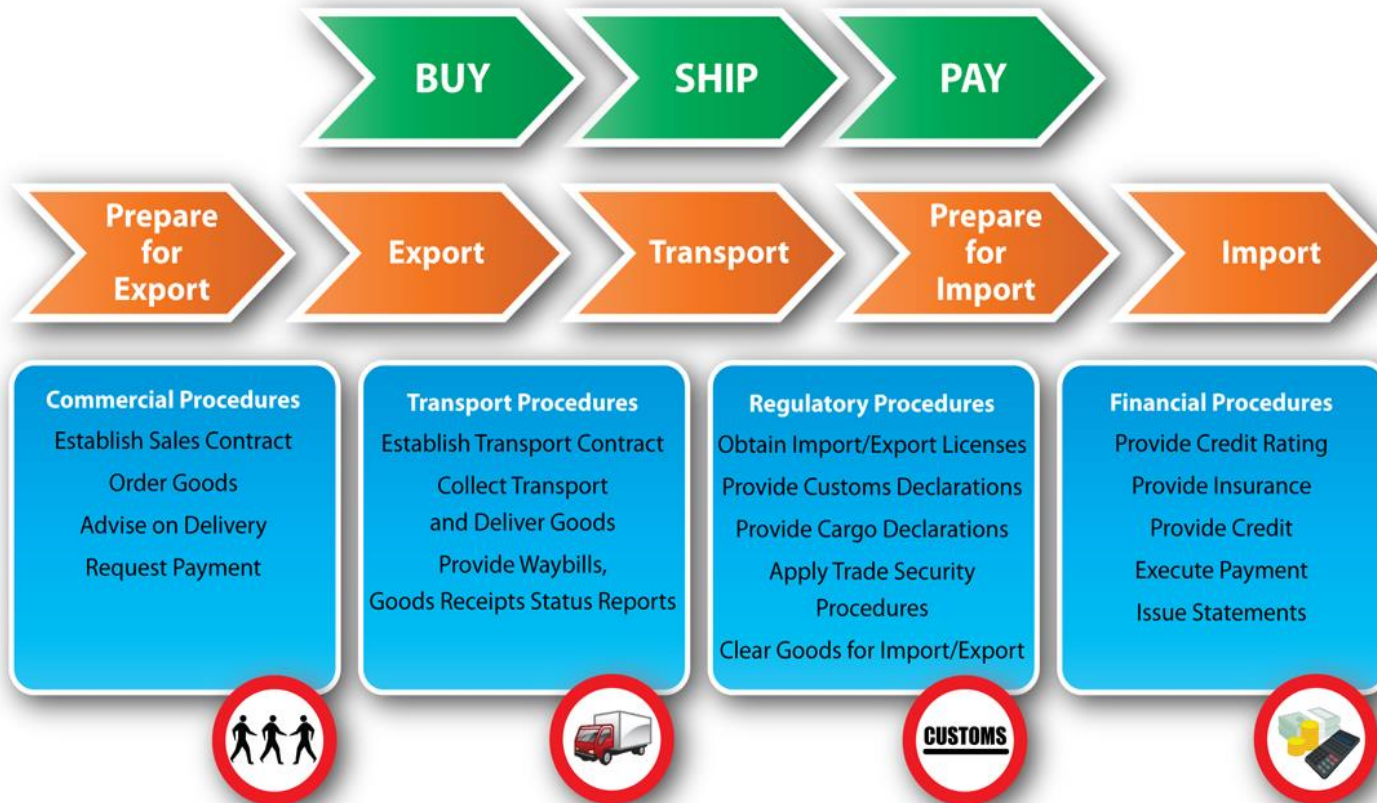 BUY
SHIP
PAY
Prepare
for
Export
Export
Transport
Prepare
for
Import
Import
Commercial Procedures
Establish Sales Contract
Order Goods
Advise on Delivery
Request Payment
Transport Procedures
Establish Transport Contract
Collect Transport
and Deliver Goods
Provide Waybills,
Goods Receipts Status Reports
Regulatory Procedures
Obtain Import/Export Licenses
Provide Customs Declarations
Provide Cargo Declarations
Apply Trade Security
Procedures
Clear Goods for Import/Export
CUSTOMS
Financial Procedures
Provide Credit Rating
Provide Insurance
Provide Credit
Execute Payment
Issue Statements